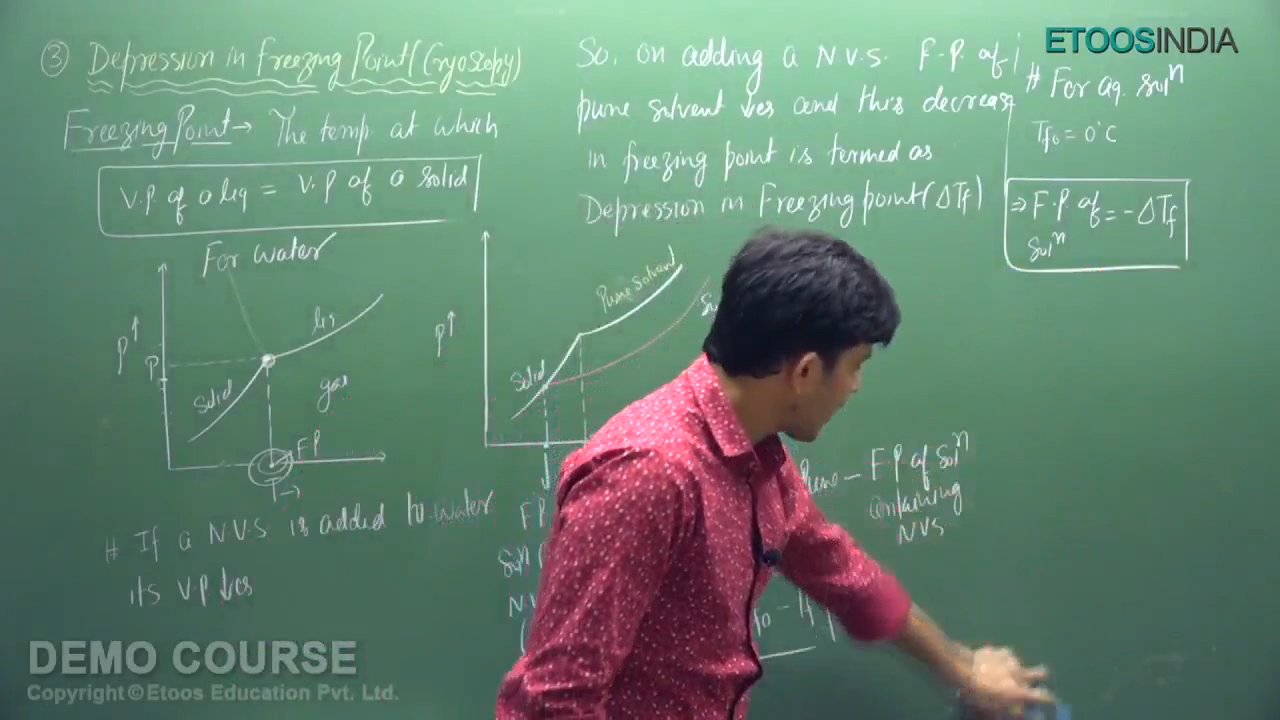 ETOOSINDIA
③ Depression in Freezing Point (Cryoscopy)
Freezing Point → The temp. at which
V.P. of a liq = V.P of a solid
For water
P↑
P
liq
solid
gas
F.P
T→
# If a N.V.S is added to water
its V.P ↓es
So, on adding a N.V.S. F.P. of
pure solvent ↓es and this decrease
in freezing point is termed as
Depression in Freezing point (ΔTf)
P↑
Pure solvent
Solid
F.P
Soln
Pure – F.P of soln
containing
NVS
# For aq. soln
Tf₀ = 0°C
⇒ F.P of = -ΔTf
soln
DEMO COURSE
Copyright © Etoos Education Pvt. Ltd.